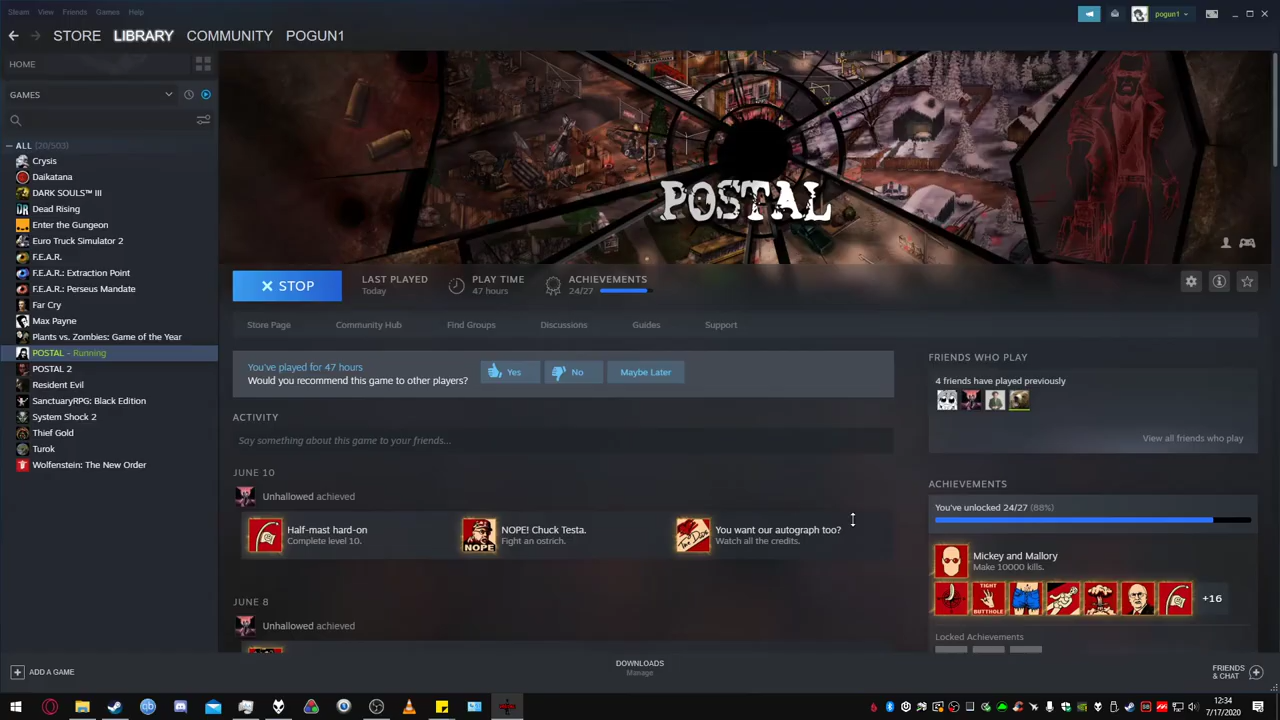 Steam View Friends Games Help
pogun1
STORE LIBRARY COMMUNITY POGUN1
HOME
GAMES
ALL (20/503)
Crysis
Daikatana
DARK SOULS™ III
Dead Rising
Enter the Gungeon
Euro Truck Simulator 2
F.E.A.R.
F.E.A.R.: Extraction Point
F.E.A.R.: Perseus Mandate
Far Cry
Max Payne
Plants vs. Zombies: Game of the Year
POSTAL - Running
POSTAL 2
Resident Evil
SanctuaryRPG: Black Edition
System Shock 2
Thief Gold
Turok
Wolfenstein: The New Order
ADD A GAME
POSTAL
STOP
LAST PLAYED
Today
PLAY TIME
47 hours
ACHIEVEMENTS
24/27
Store Page Community Hub Find Groups Discussions Guides Support
You've played for 47 hours
Would you recommend this game to other players?
Yes No Maybe Later
ACTIVITY
Say something about this game to your friends...
JUNE 10
Unhallowed achieved
Half-mast hard-on
Complete level 10.
NOPE
NOPE! Chuck Testa.
Fight an ostrich.
You want our autograph too?
Watch all the credits.
JUNE 8
Unhallowed achieved
FRIENDS WHO PLAY
4 friends have played previously
View all friends who play
ACHIEVEMENTS
You've unlocked 24/27 (88%)
Mickey and Mallory
Make 10000 kills.
TIGHT
BUTTHOLE
+16
Locked Achievements
DOWNLOADS
Manage
FRIENDS
& CHAT
12:34
7/17/2020